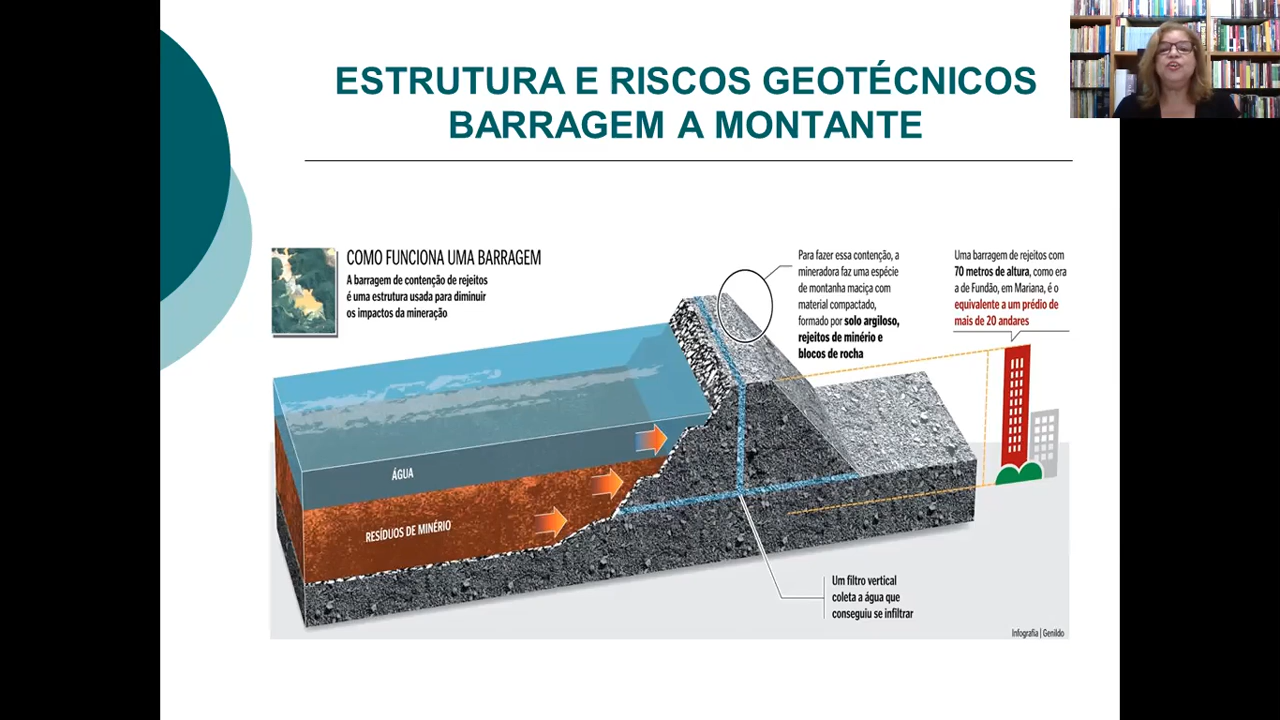 ESTRUTURA E RISCOS GEOTÉCNICOS
BARRAGEM A MONTANTE
COMO FUNCIONA UMA BARRAGEM
A barragem de contenção de rejeitos
é uma estrutura usada para diminuir
os impactos da mineração
Para fazer essa contenção, a
mineradora faz uma espécie
de montanha maciça com
material compactado,
formado por solo argiloso,
rejeitos de minério e
blocos de rocha
Uma barragem de rejeitos com
70 metros de altura, como era
a de Fundão, em Mariana, é o
equivalente a um prédio de
mais de 20 andares
ÁGUA
RESÍDUOS DE MINÉRIO
Um filtro vertical
coleta a água que
conseguiu se infiltrar
Infografia | Genildo